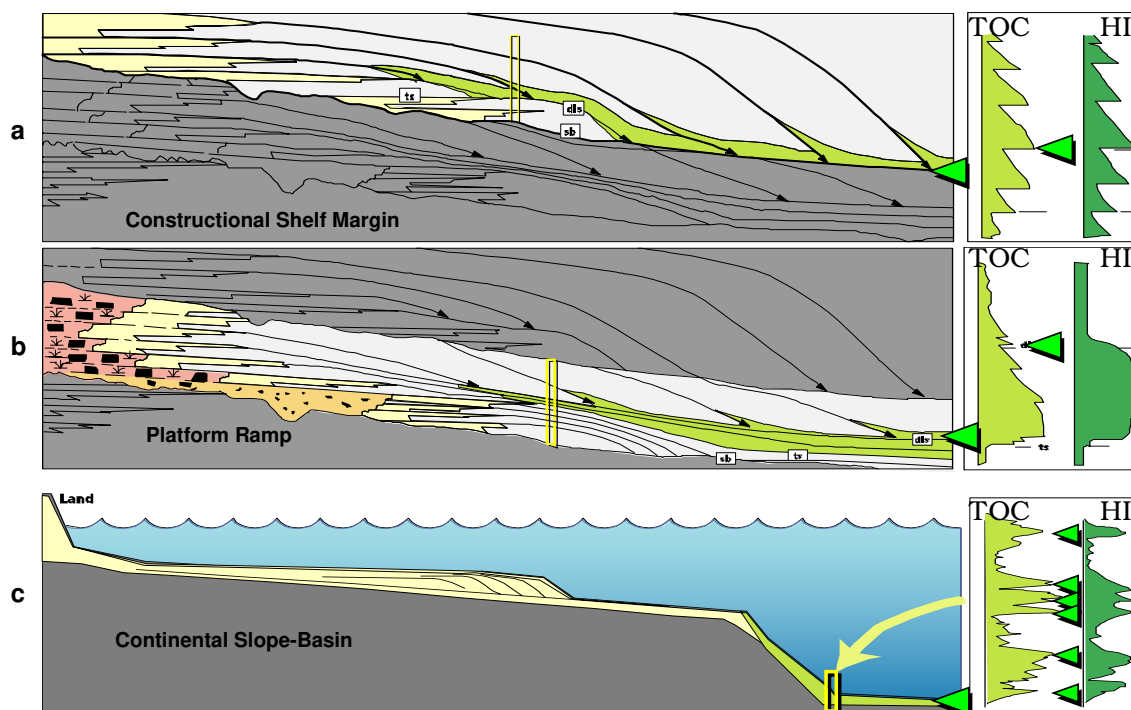 TOC HI
a
ts
dls
sb
Constructional Shelf Margin
TOC HI
b
Platform Ramp
dls
sb
ts
ts
Land
TOC HI
c
Continental Slope-Basin